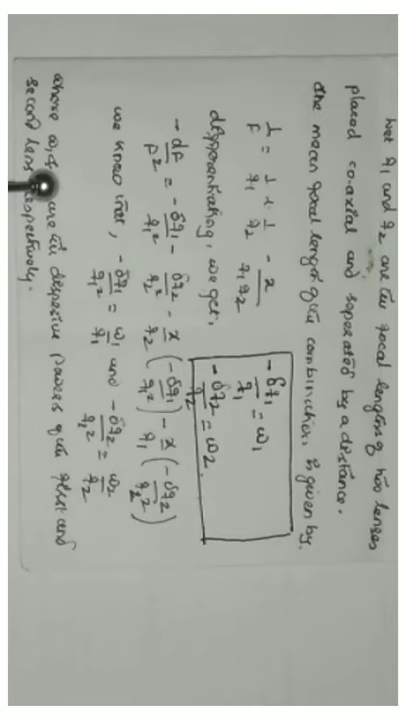 Let f1 and f2 are the focal lengths of two lenses
placed co-axial and seperated by a distance.
the mean focal length of the combination is given by.
1/F = 1/f1 + 1/f2 - x/f1f2
-δf1/f1 = ω1
-δf2/f2 = ω2.
differentiating, we get,
-dF/F² = -δf1/f1² - δf2/f2² - x/f2 (-δf1/f1²) - x/f1 (-δf2/f2²)
we know that, -δf1/f1² = ω1/f1 and -δf2/f2² = ω2/f2
where ω1 are the dispersive powers of the first and
second lens respectively.